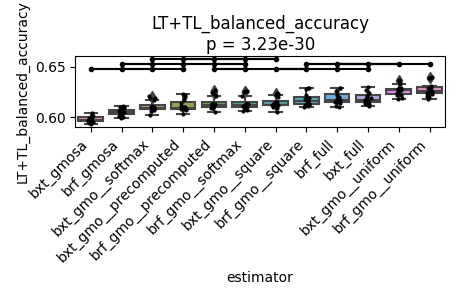 LT+TL_balanced_accuracy
p = 3.23e-30
LT+TL_balanced_accuracy
0.65
0.60
bxt_gmosa
brf_gmosa
bxt_gmo__softmax
bxt_gmo__precomputed
brf_gmo__precomputed
brf_gmo__softmax
bxt_gmo__square
brf_gmo__square
brf_full
bxt_full
bxt_gmo__uniform
brf_gmo__uniform
estimator